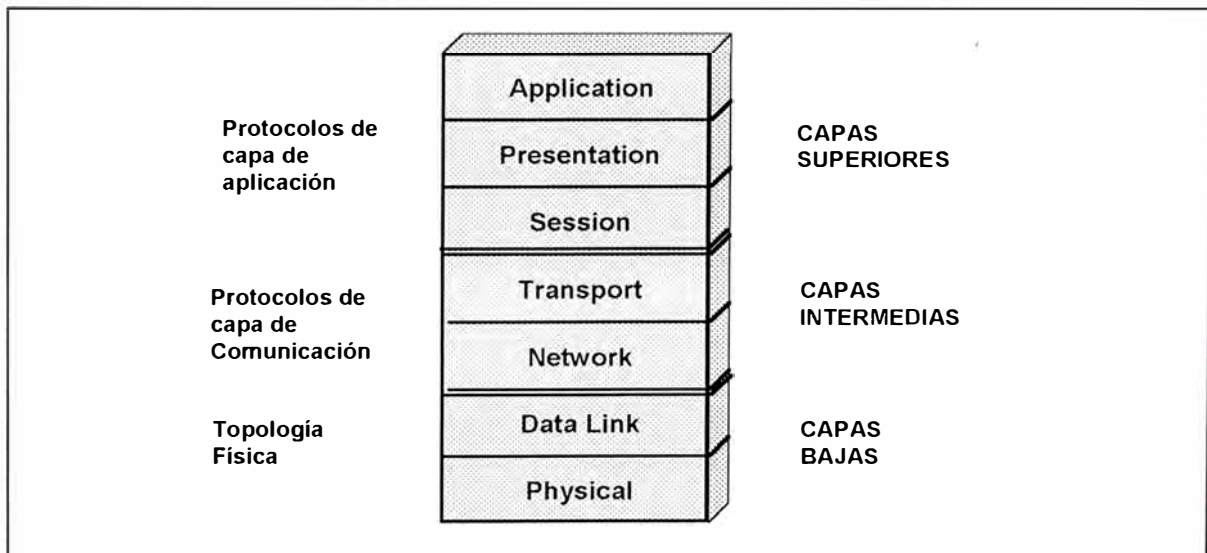 Application
Protocolos de
capa de
aplicación
Presentation
CAPAS
SUPERIORES
Session
Protocolos de
capa de
Comunicación
Transport
CAPAS
INTERMEDIAS
Network
Topología
Física
Data Link
CAPAS
BAJAS
Physical